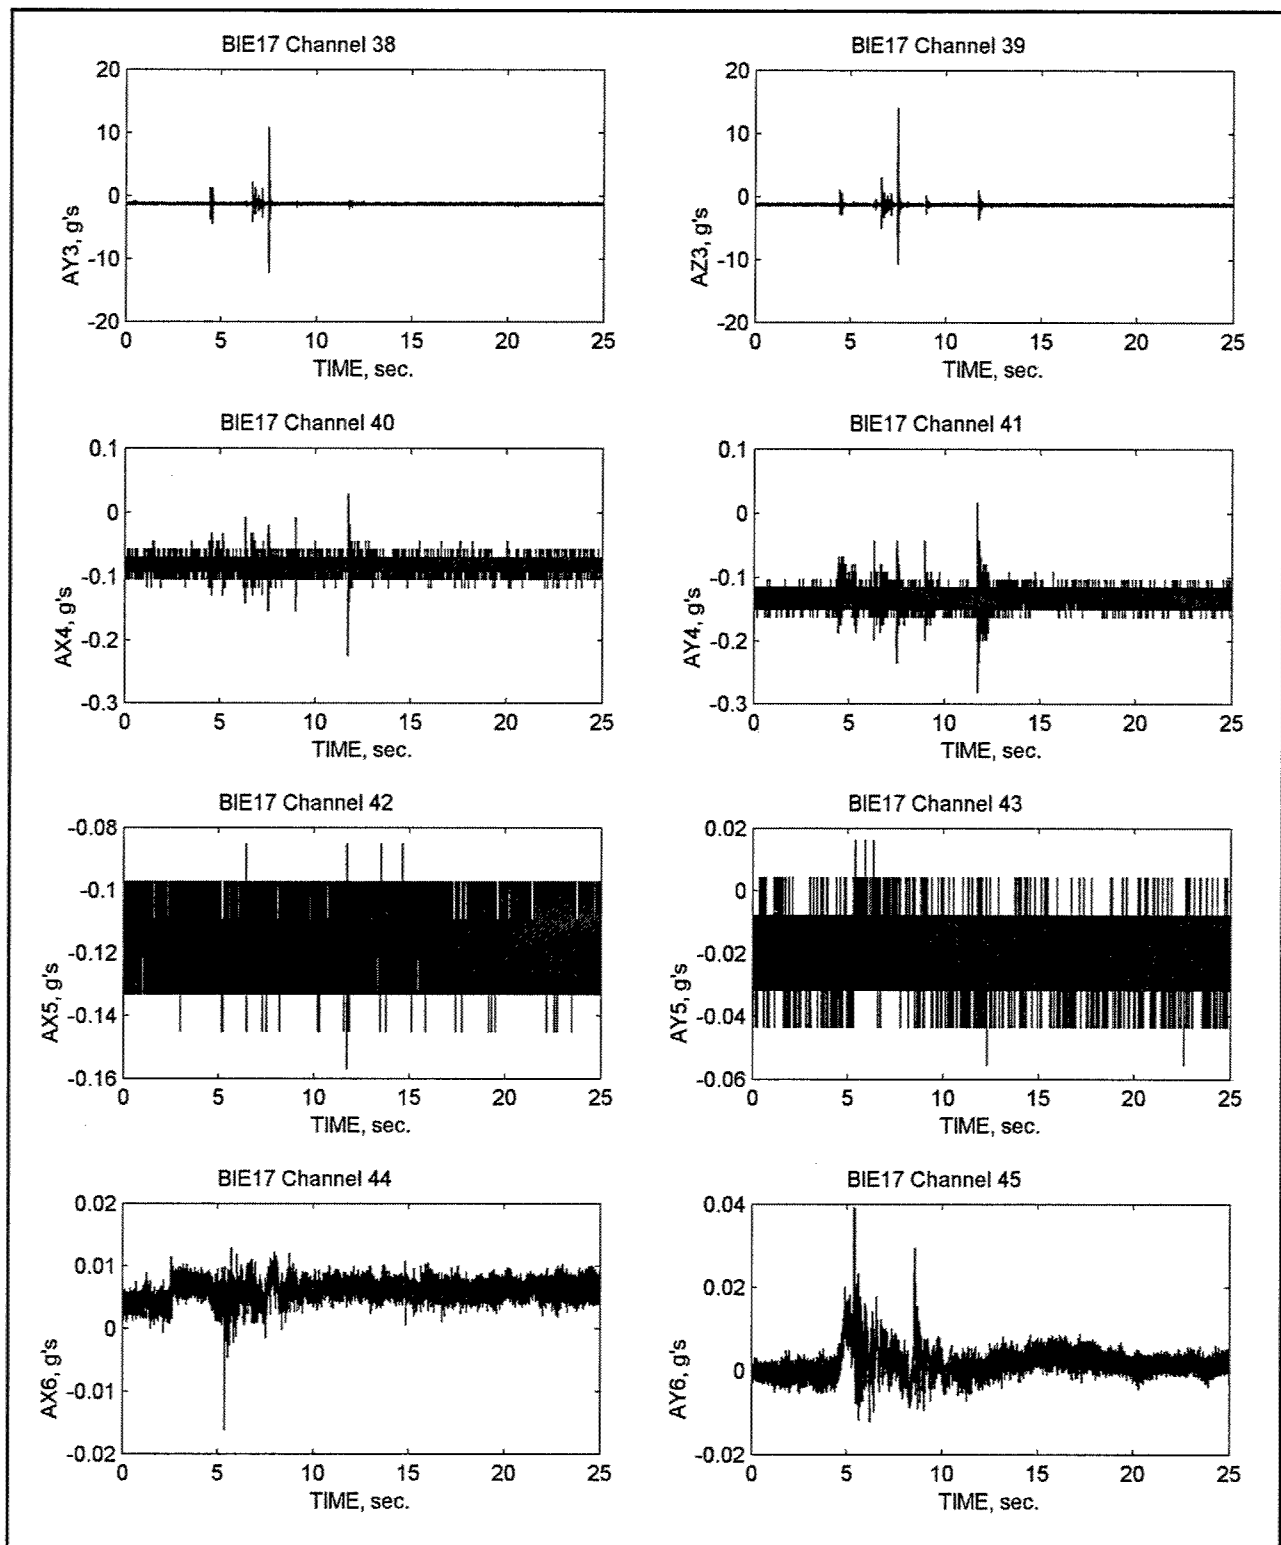 BIE17 Channel 38
20
10
0
-10
-20
AY3, g's
0 5 10 15 20 25
TIME, sec.
BIE17 Channel 39
20
10
0
-10
-20
AZ3, g's
0 5 10 15 20 25
TIME, sec.
BIE17 Channel 40
0.1
0
-0.1
-0.2
-0.3
AX4, g's
0 5 10 15 20 25
TIME, sec.
BIE17 Channel 41
0.1
0
-0.1
-0.2
-0.3
AY4, g's
0 5 10 15 20 25
TIME, sec.
BIE17 Channel 42
-0.08
-0.1
-0.12
-0.14
-0.16
AX5, g's
0 5 10 15 20 25
TIME, sec.
BIE17 Channel 43
0.02
0
-0.02
-0.04
-0.06
AY5, g's
0 5 10 15 20 25
TIME, sec.
BIE17 Channel 44
0.02
0.01
0
-0.01
-0.02
AX6, g's
0 5 10 15 20 25
TIME, sec.
BIE17 Channel 45
0.04
0.02
0
-0.02
AY6, g's
0 5 10 15 20 25
TIME, sec.